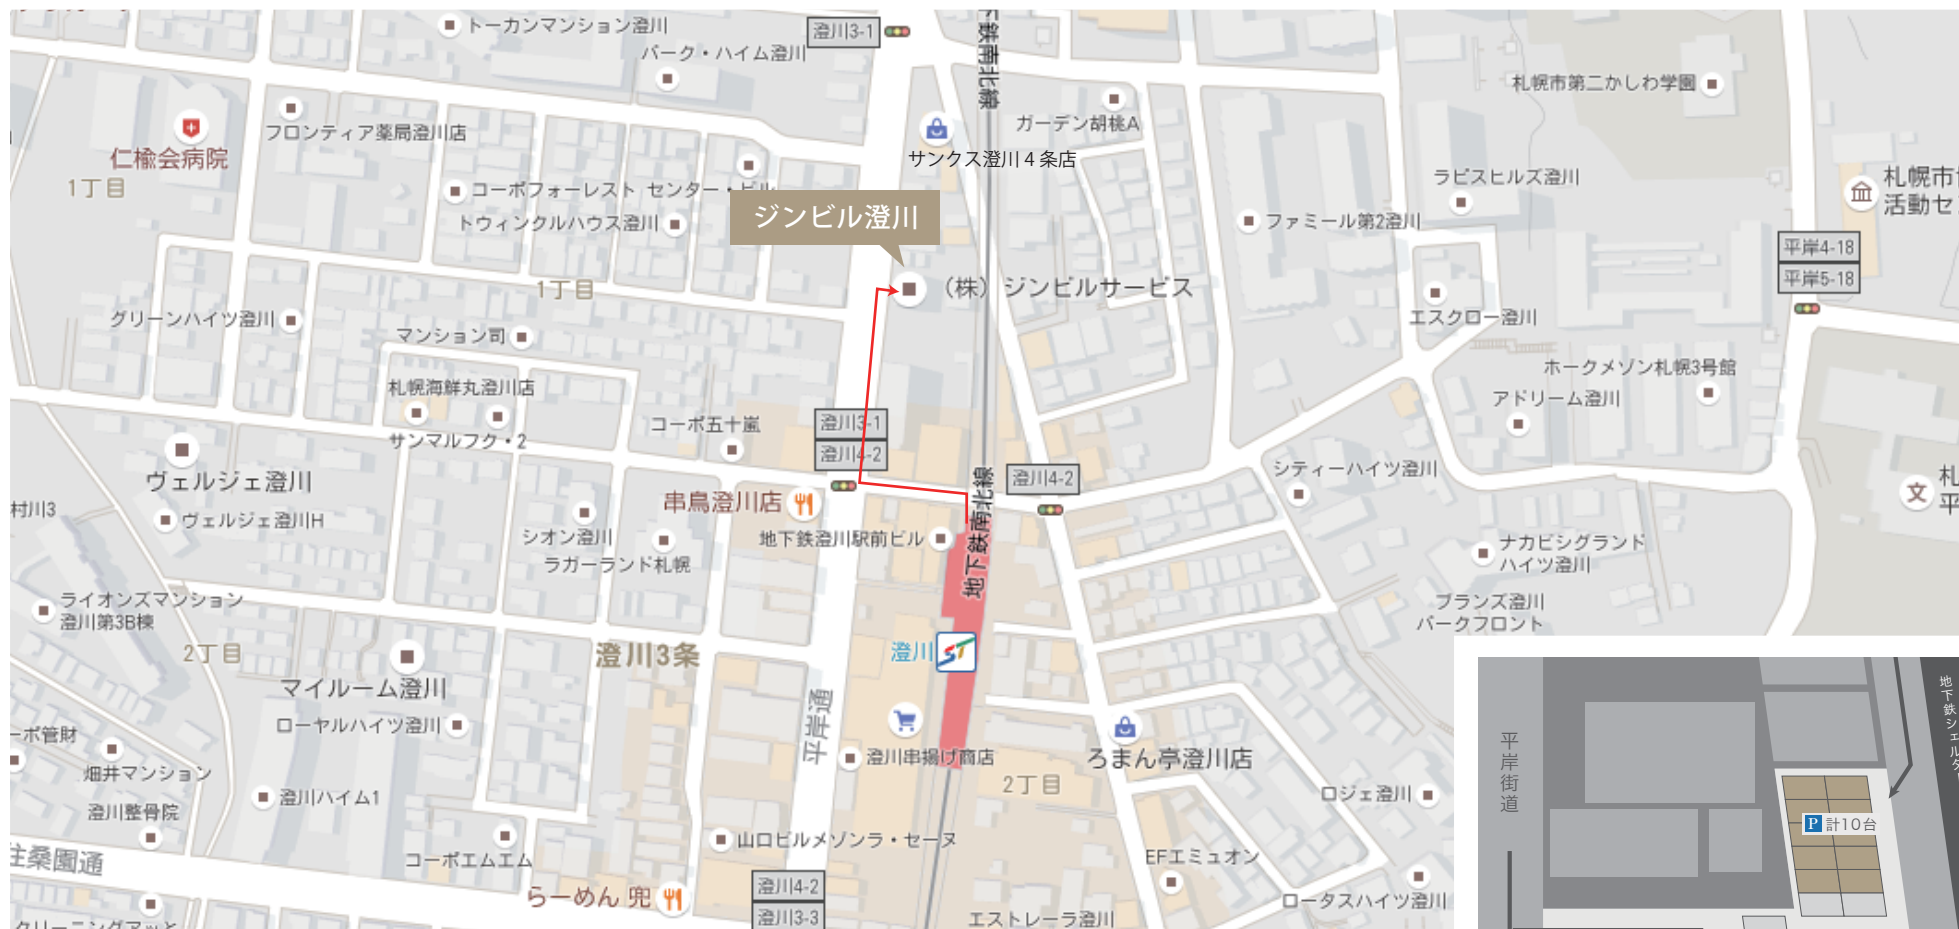 トーカンマンション澄川
澄川3-1
下鉄南北線
パーク・ハイム澄川
札幌市第二かしわ学園
フロンティア薬局澄川店
ガーデン胡桃A
仁楡会病院
サンクス澄川４条店
1丁目
コーポフォーレスト
センター・ビル
ラピスヒルズ澄川
札幌市
活動セ
トウィンクルハウス澄川
ジンビル澄川
ファミール第2澄川
平岸4-18
平岸5-18
1丁目
（株）ジンビルサービス
グリーンハイツ澄川
マンション司
エスクロー澄川
札幌海鮮丸澄川店
ホークメゾン札幌3号館
アドリーム澄川
コーポ五十嵐
澄川3-1
澄川4-2
サンマルフク・2
ヴェルジェ澄川
澄川4-2
シティーハイツ澄川
串鳥澄川店
村川3
ヴェルジェ澄川H
地下鉄南北線
文
札
平
シオン澄川
地下鉄澄川駅前ビル
ラガーランド札幌
ナカビシグランド
ハイツ澄川
ライオンズマンション
澄川第3B棟
ブランズ澄川
パークフロント
2丁目
澄川3条
澄川
ST
マイルーム澄川
平岸通
ローヤルハイツ澄川
ーポ管財
畑井マンション
澄川串揚げ商店
ろまん亭澄川店
2丁目
澄川ハイム1
澄川整骨院
ロジェ澄川
山口ビルメゾンラ・セーヌ
コーポエムエム
EFエミュオン
住桑園通
らーめん 兜
澄川4-2
澄川3-3
エストレーラ澄川
ロータスハイツ澄川
平岸街道
地下鉄シェルタ
P 計10台